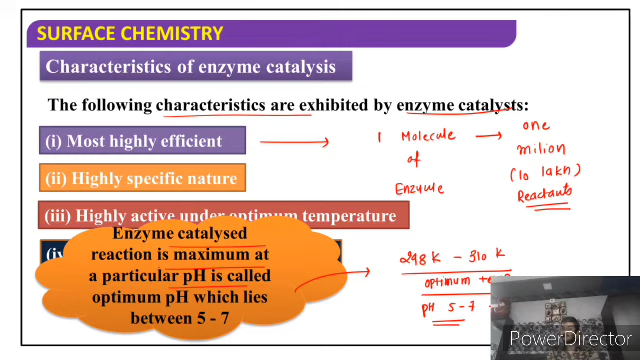 SURFACE CHEMISTRY
Characteristics of enzyme catalysis
The following characteristics are exhibited by enzyme catalysts:
(i) Most highly efficient
(ii) Highly specific nature
(iii) Highly active under optimum temperature
(iv)
Enzyme catalysed
reaction is maximum at
a particular pH is called
optimum pH which lies
between 5 - 7
1 Molecule
of
Enzyme
one
milion
(10 lakh)
Reactants
298 K - 310 K
optimum
pH 5-7
PowerDirector